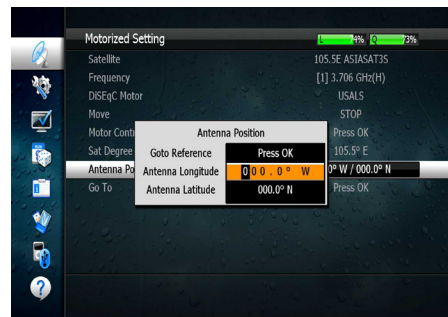 Motorized Setting
L 4% Q 73%
Satellite 105.5E ASIASAT3S
Frequency [1] 3.706 GHz(H)
DiSEqC Motor USALS
Move STOP
Motor Contr Press OK
Sat Degree 105.5° E
Antenna Po 0° W / 000.0° N
Go To Press OK
Antenna Position
Goto Reference Press OK
Antenna Longitude 000.0° W
Antenna Latitude 000.0° N